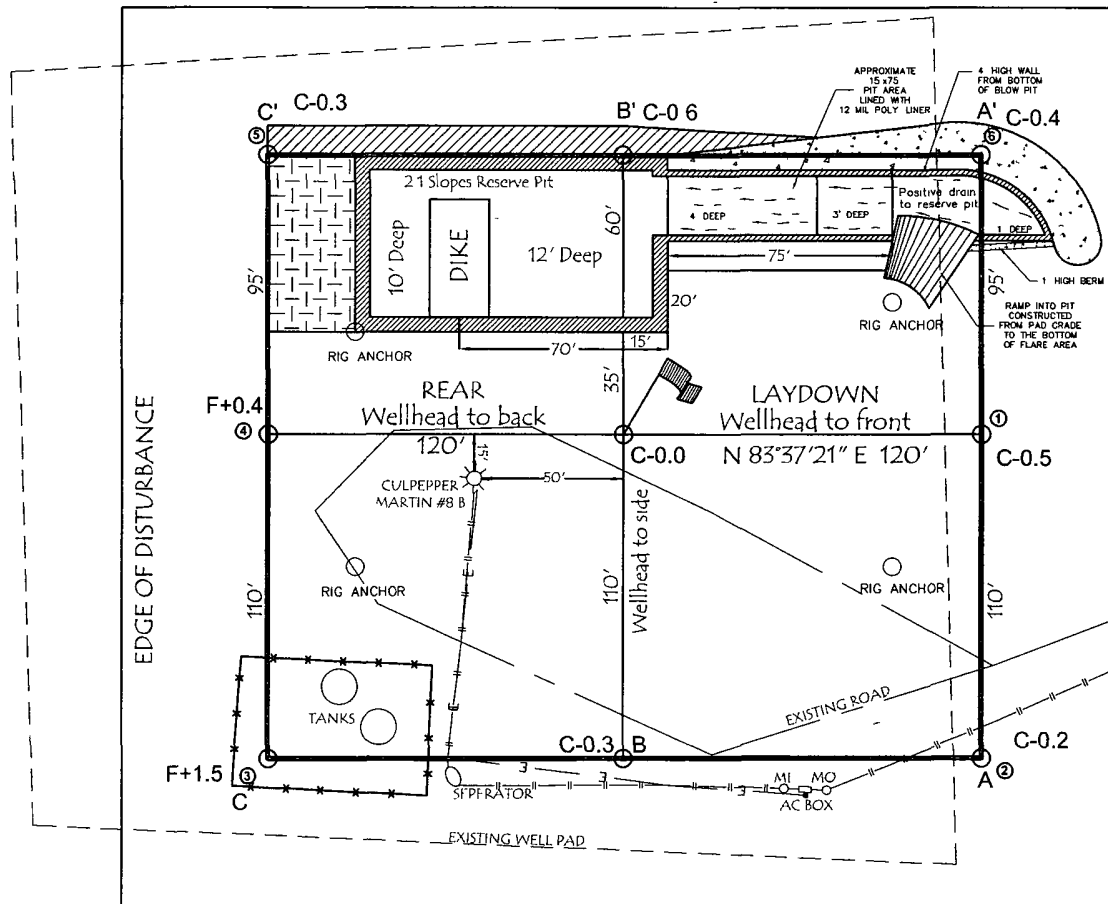 C'
C-0.3
B'
C-0 6
A'
C-0.4
5
6
APPROXIMATE
15 x75
PIT AREA
LINED WITH
12 MIL POLY LINER
4 HIGH WALL
FROM BOTTOM
OF BLOW PIT
2 1 Slopes Reserve Pit
10' Deep
DIKE
12' Deep
60'
4 DEEP
3' DEEP
Positive drain
to reserve pit
1 DEEP
95'
75'
95'
1 HIGH BERM
20'
RIG ANCHOR
RAMP INTO PIT
CONSTRUCTED
FROM PAD GRADE
TO THE BOTTOM
OF FLARE AREA
RIG ANCHOR
70'
15'
35'
EDGE OF DISTURBANCE
F+0.4
4
REAR
Wellhead to back
120'
LAYDOWN
Wellhead to front
N 83°37'21" E 120'
1
C-0.0
C-0.5
15'
CULPEPPER
MARTIN #8 B
50'
Wellhead to side
E
RIG ANCHOR
RIG ANCHOR
110'
110'
110'
E
TANKS
EXISTING ROAD
F+1.5
3
C
C-0.3
B
C-0.2
A
2
SEPERATOR
MI
MO
AC BOX
EXISTING WELL PAD